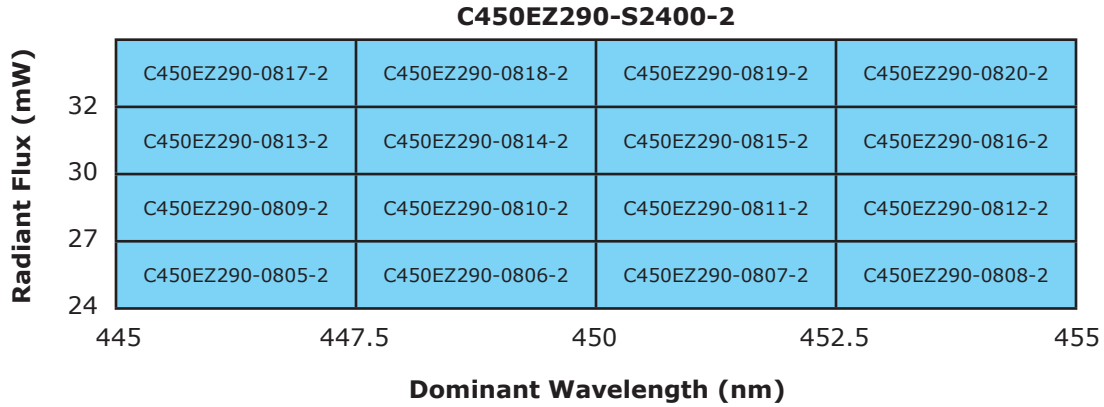 C450EZ290-S2400-2
Radiant Flux (mW)
C450EZ290-0817-2 C450EZ290-0818-2 C450EZ290-0819-2 C450EZ290-0820-2
32
C450EZ290-0813-2 C450EZ290-0814-2 C450EZ290-0815-2 C450EZ290-0816-2
30
C450EZ290-0809-2 C450EZ290-0810-2 C450EZ290-0811-2 C450EZ290-0812-2
27
C450EZ290-0805-2 C450EZ290-0806-2 C450EZ290-0807-2 C450EZ290-0808-2
24
445 447.5 450 452.5 455
Dominant Wavelength (nm)